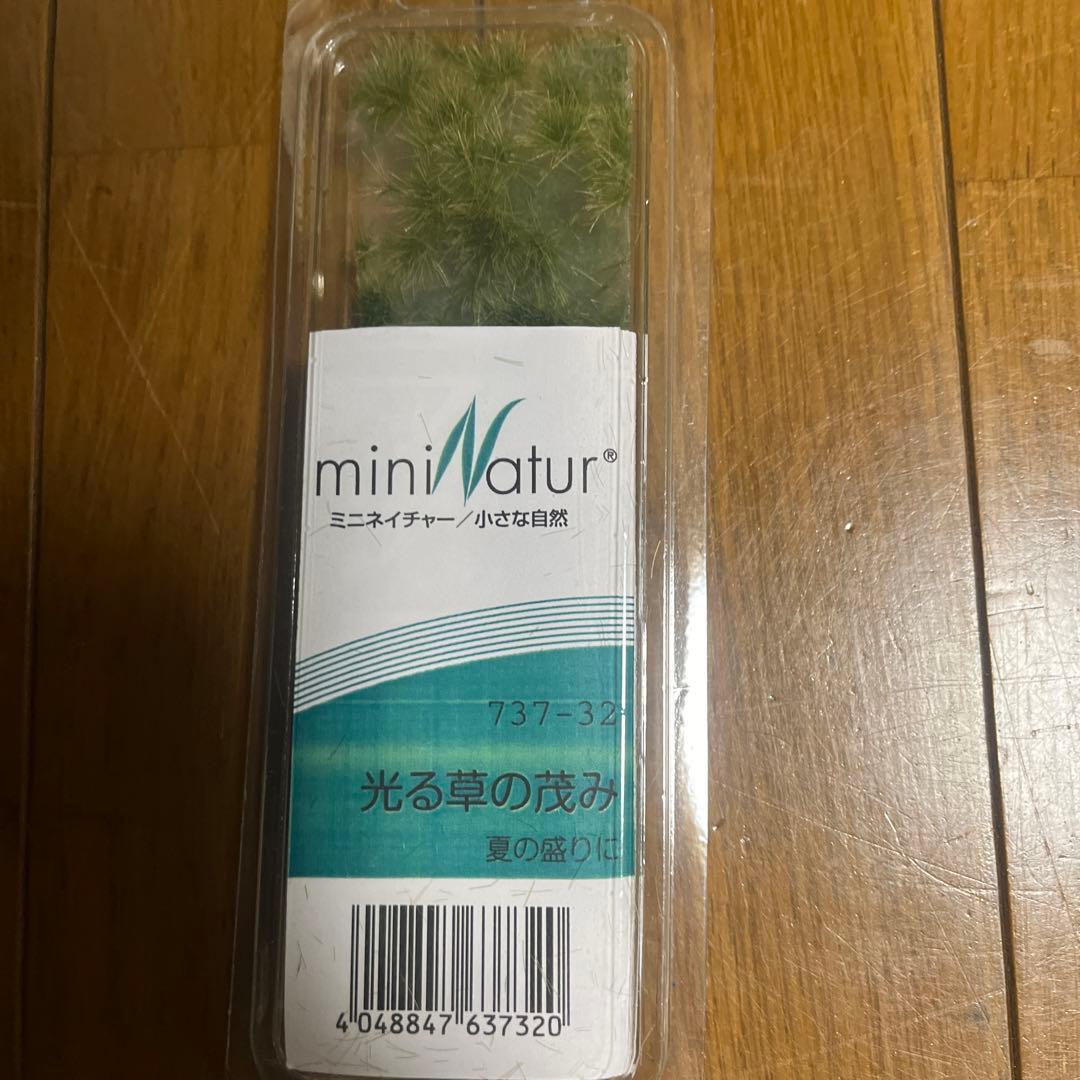 miniNatur®
ミニネイチャー／小さな自然
737-32
光る草の茂み
夏の盛りに
4 048847 637320